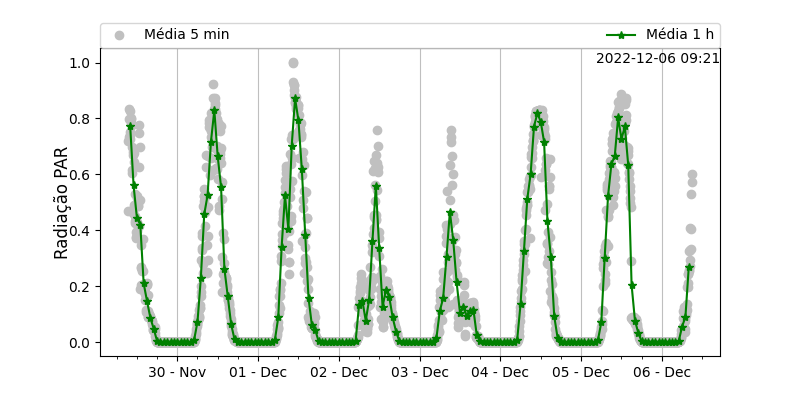 Média 5 min
Média 1 h
2022-12-06 09:21
Radiação PAR
1.0
0.8
0.6
0.4
0.2
0.0
30 - Nov
01 - Dec
02 - Dec
03 - Dec
04 - Dec
05 - Dec
06 - Dec